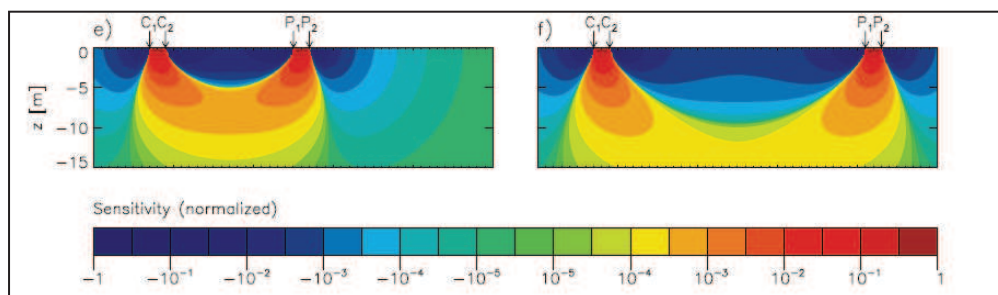 e) C₁C₂ P₁P₂
f) C₁C₂ P₁P₂
0
−5
−10
−15
z [m]
Sensitivity (normalized)
−1 −10⁻¹ −10⁻² −10⁻³ −10⁻⁴ −10⁻⁵ 10⁻⁵ 10⁻⁴ 10⁻³ 10⁻² 10⁻¹ 1